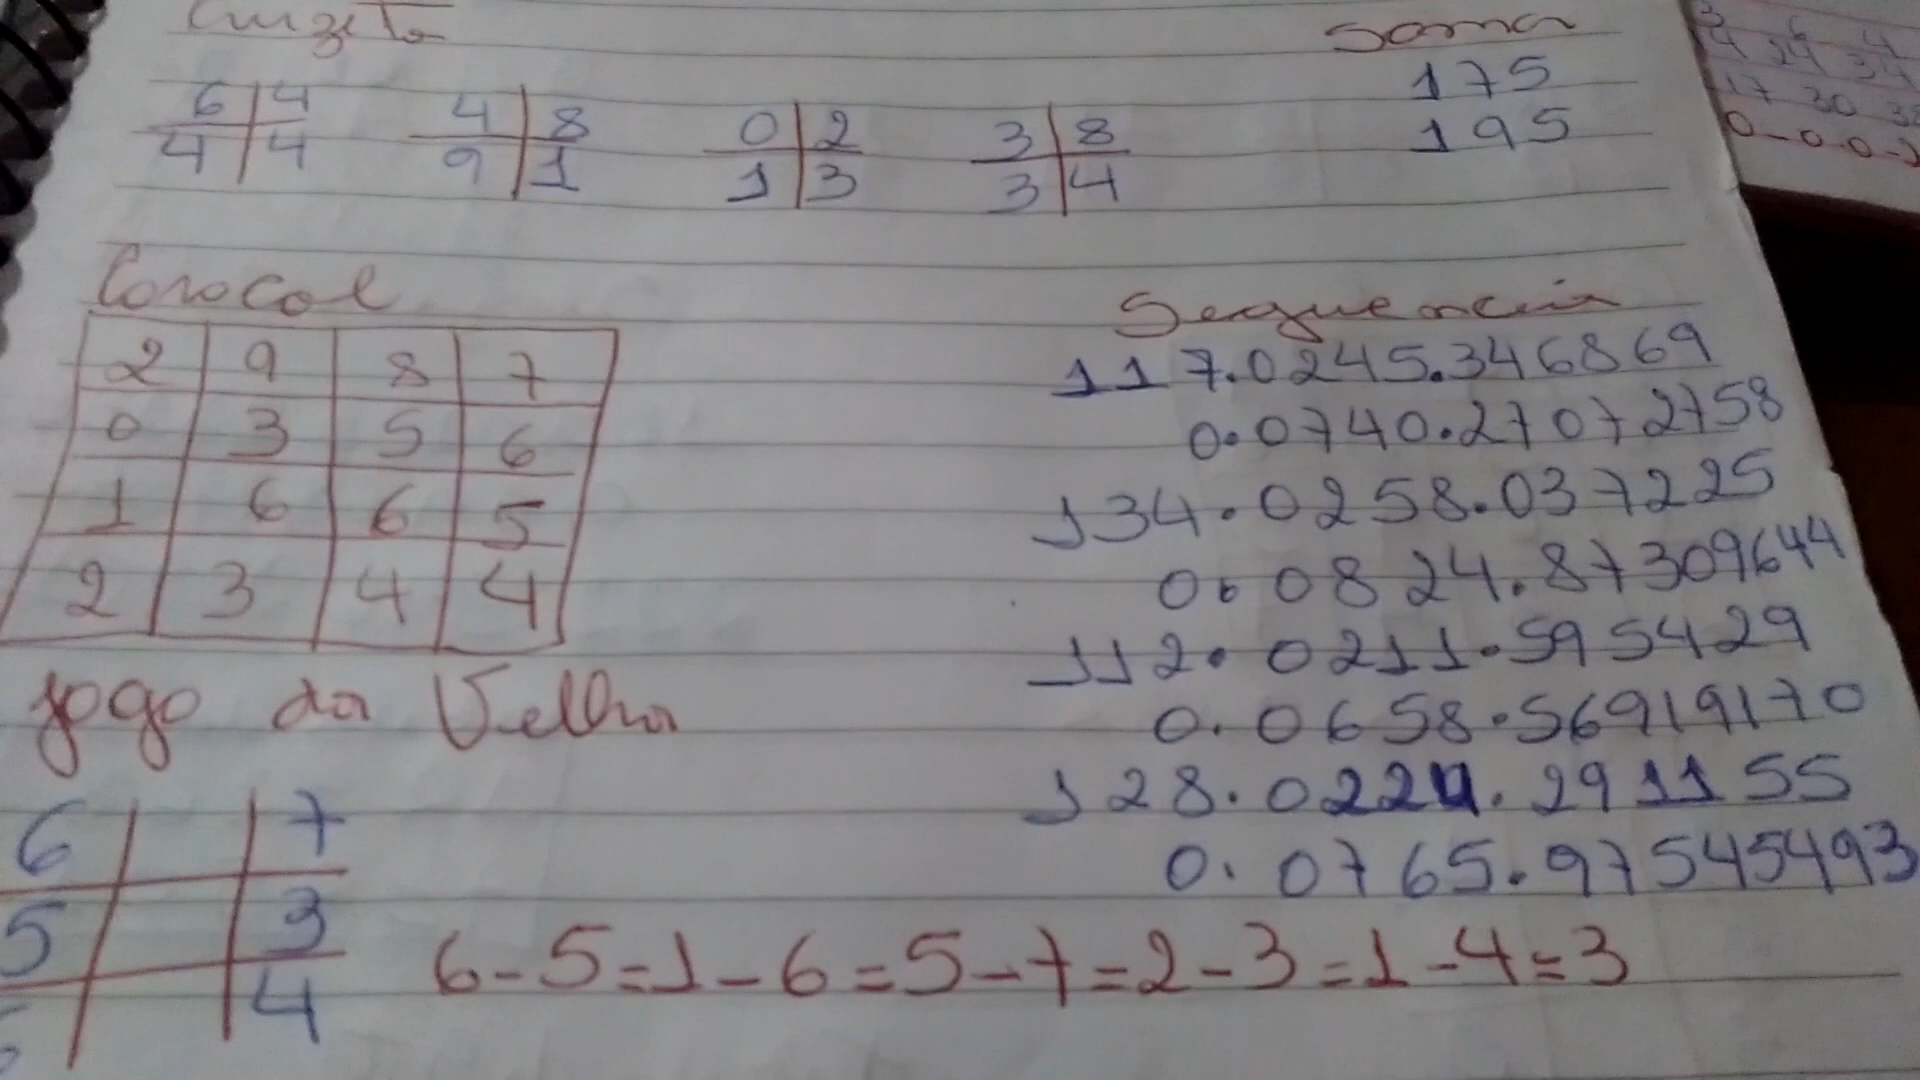 Cruzeta
Soma
6 4 4 8 0 2 3 8 175
4 4 9 1 1 3 3 4 195
Coracol
2 9 8 7
0 3 5 6
1 6 6 5
2 3 4 4
Sequencia
117.0245.346869
0.0740.27072758
134.0258.037225
0.0824.87309644
112.0211.595429
0.0658.56919170
128.0224.291155
0.0765.97545493
Jogo da Velha
6 7
5 3
4
6-5=1-6=5-7=2-3=1-4=3